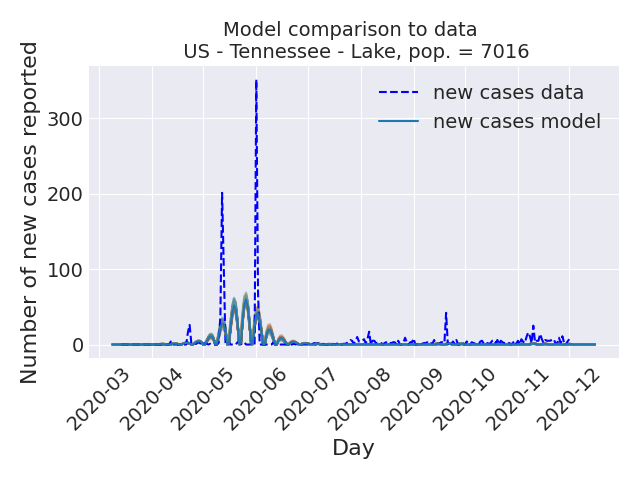 Model comparison to data
US - Tennessee - Lake, pop. = 7016
Number of new cases reported
300
200
100
0
new cases data
new cases model
2020-03
2020-04
2020-05
2020-06
2020-07
2020-08
2020-09
2020-10
2020-11
2020-12
Day